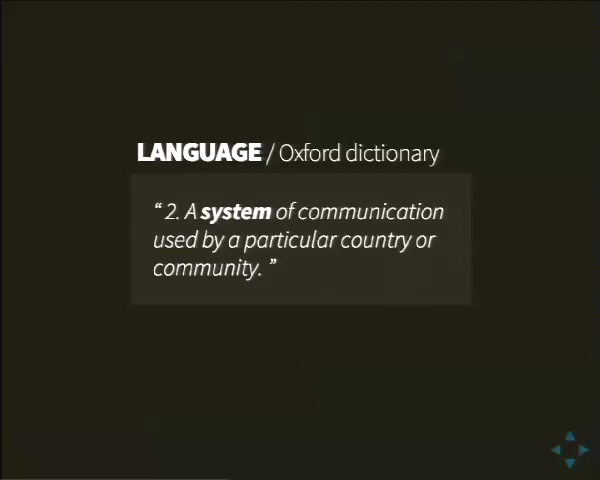 LANGUAGE / Oxford dictionary
“ 2. A system of communication
used by a particular country or
community. ”